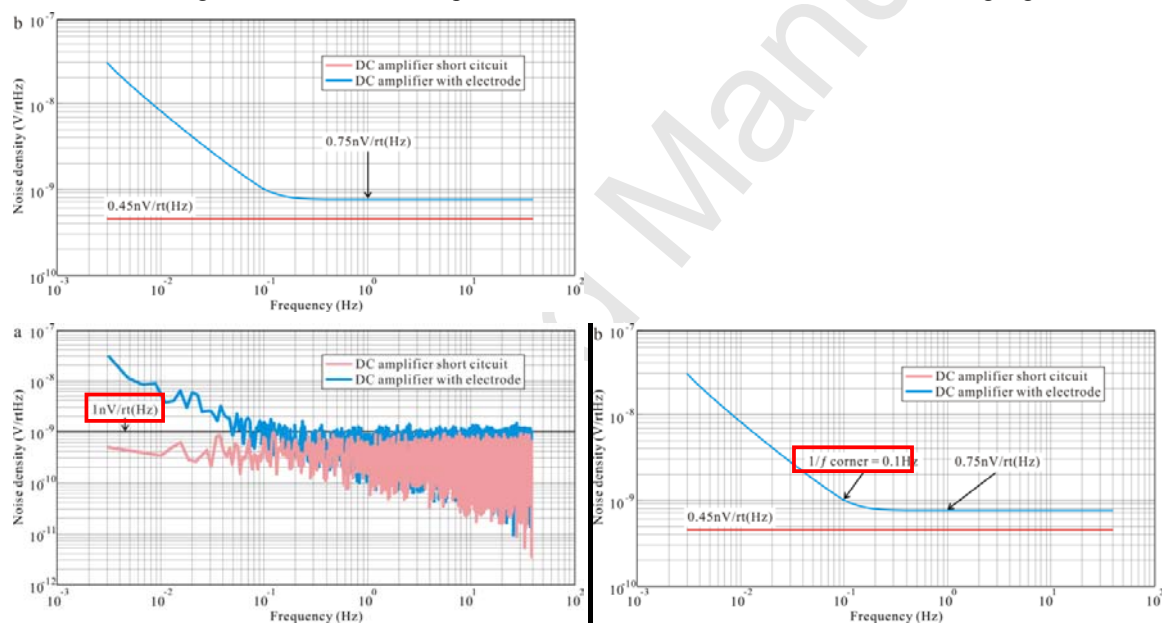 b
10^-7
10^-8
10^-9
10^-10
Noise density (V/rtHz)
DC amplifier short citcuit
DC amplifier with electrode
0.75nV/rt(Hz)
0.45nV/rt(Hz)
10^-3 10^-2 10^-1 10^0 10^1 10^2
Frequency (Hz)
a
10^-7
10^-8
10^-9
10^-10
10^-11
10^-12
Noise density (V/rtHz)
DC amplifier short citcuit
DC amplifier with electrode
1nV/rt(Hz)
10^-3 10^-2 10^-1 10^0 10^1 10^2
Frequency (Hz)
b
10^-7
10^-8
10^-9
10^-10
Noise density (V/rtHz)
DC amplifier short citcuit
DC amplifier with electrode
1/f corner = 0.1Hz
0.75nV/rt(Hz)
0.45nV/rt(Hz)
10^-3 10^-2 10^-1 10^0 10^1 10^2
Frequency (Hz)